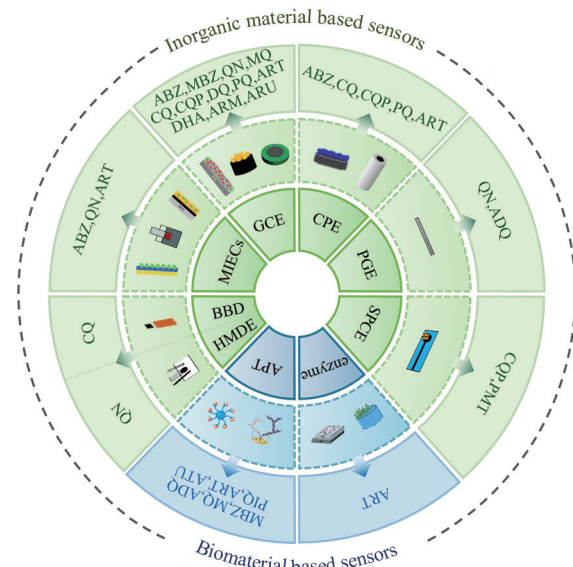 Inorganic material based sensors
ABZ,MBZ,QN,MQ
CQ,CQP,DQ,PQ,ART
DHA,ARM,ARU
ABZ,CQ,CQP,PQ,ART
QN,ADQ
CQP,PMT
ART
MBZ,MQ,ADQ
PIQ,ART,ATU
QN
CQ
ABZ,QN,ART
GCE
CPE
PGE
SPCE
enzyme
APT
HMDE
BBD
MIECs
Biomaterial based sensors